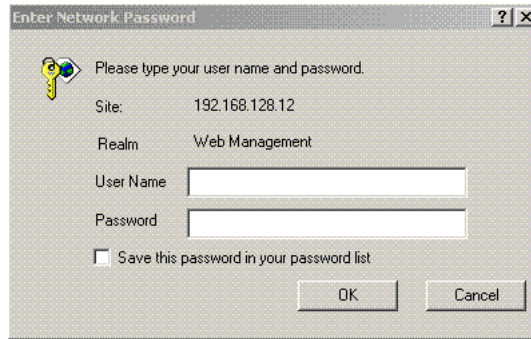 Enter Network Password
Please type your user name and password.
Site: 192.168.128.12
Realm Web Management
User Name
Password
Save this password in your password list
OK Cancel